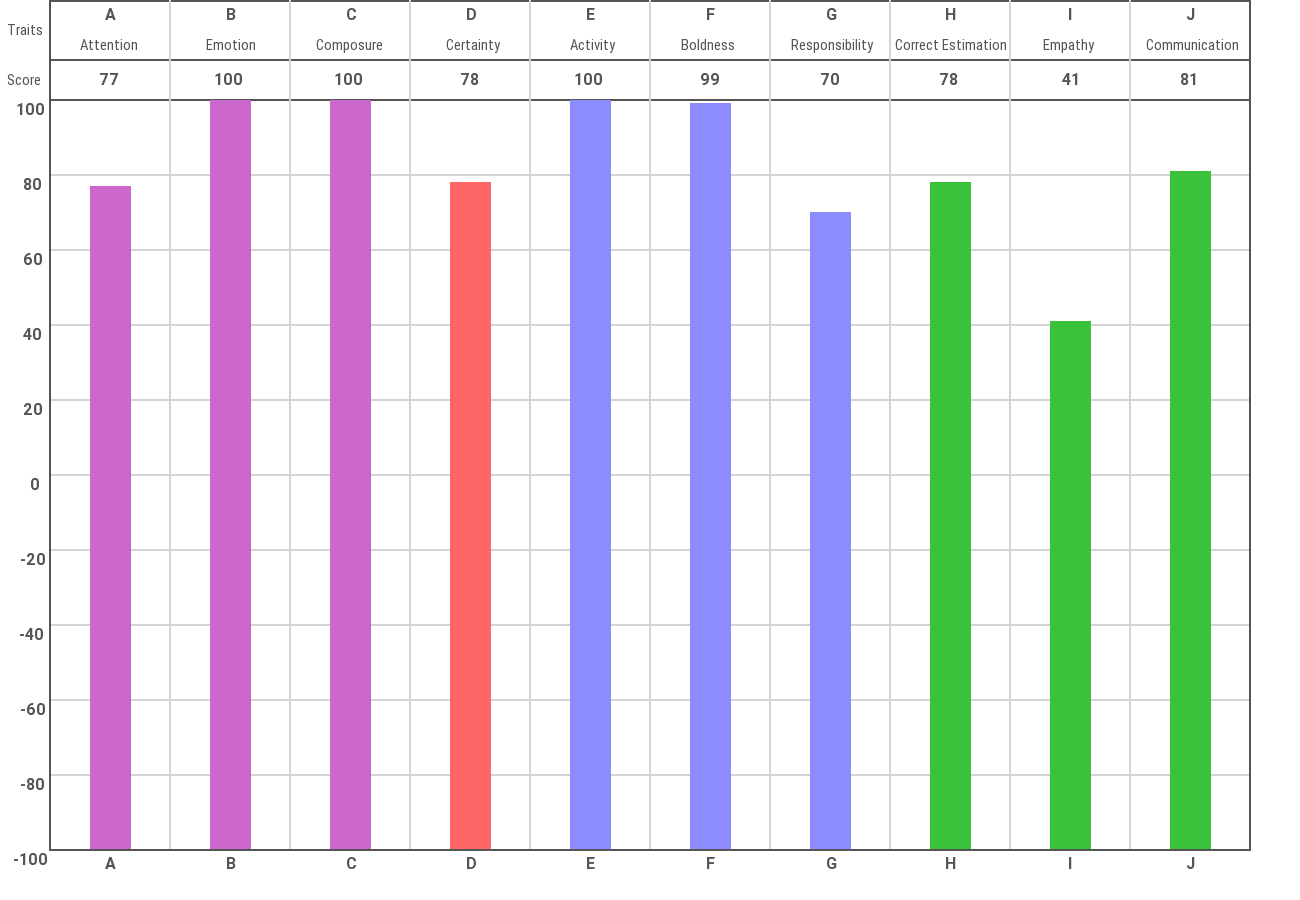 Traits
A B C D E F G H I J
Attention Emotion Composure Certainty Activity Boldness Responsibility Correct Estimation Empathy Communication
Score 77 100 100 78 100 99 70 78 41 81
100
80
60
40
20
0
-20
-40
-60
-80
-100
A B C D E F G H I J